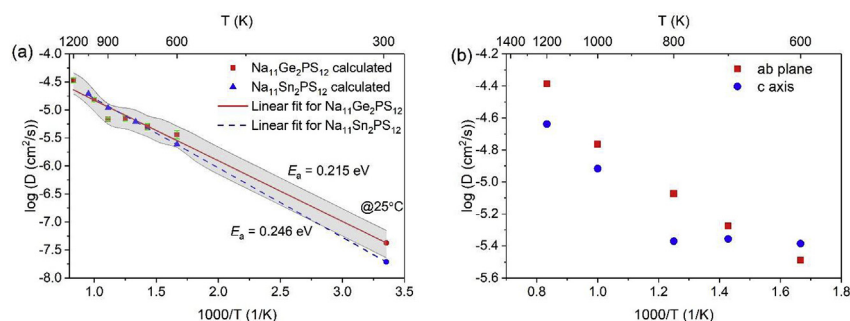 T (K)
(a)
1200 900 600 300
Na₁₁Ge₂PS₁₂ calculated
Na₁₁Sn₂PS₁₂ calculated
Linear fit for Na₁₁Ge₂PS₁₂
Linear fit for Na₁₁Sn₂PS₁₂
Eₐ = 0.215 eV
@25°C
Eₐ = 0.246 eV
log (D (cm²/s))
-4.0
-4.5
-5.0
-5.5
-6.0
-6.5
-7.0
-7.5
-8.0
1.0 1.5 2.0 2.5 3.0 3.5
1000/T (1/K)
T (K)
(b)
1400 1200 1000 800 700 600
ab plane
c axis
log (D (cm²/s))
-4.2
-4.4
-4.6
-4.8
-5.0
-5.2
-5.4
-5.6
0.8 1.0 1.2 1.4 1.6 1.8
1000/T (1/K)